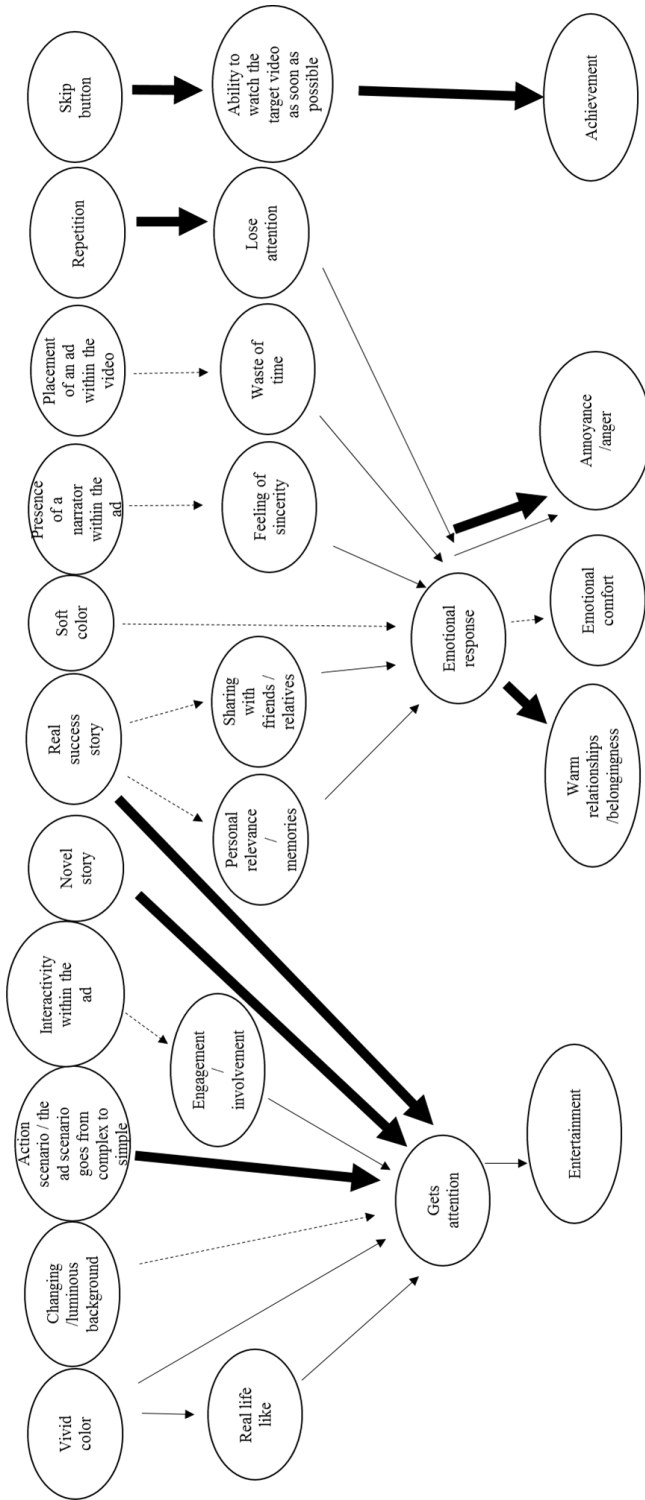 Vivid
color
Changing
/luminous
background
Action
scenario / the
ad scenario
goes from
complex to
simple
Interactivity
within the
ad
Novel
story
Real
success
story
Soft
color
Presence
of a
narrator
within the
ad
Placement
of an ad
within the
video
Repetition
Skip
button
Real life
like
Engagement
/
involvement
Personal
relevance
/
memories
Sharing
with
friends /
relatives
Feeling of
sincerity
Waste of
time
Lose
attention
Ability to
watch the
target video
as soon as
possible
Gets
attention
Emotional
response
Entertainment
Warm
relationships
/belongingness
Emotional
comfort
Annoyance
/anger
Achievement